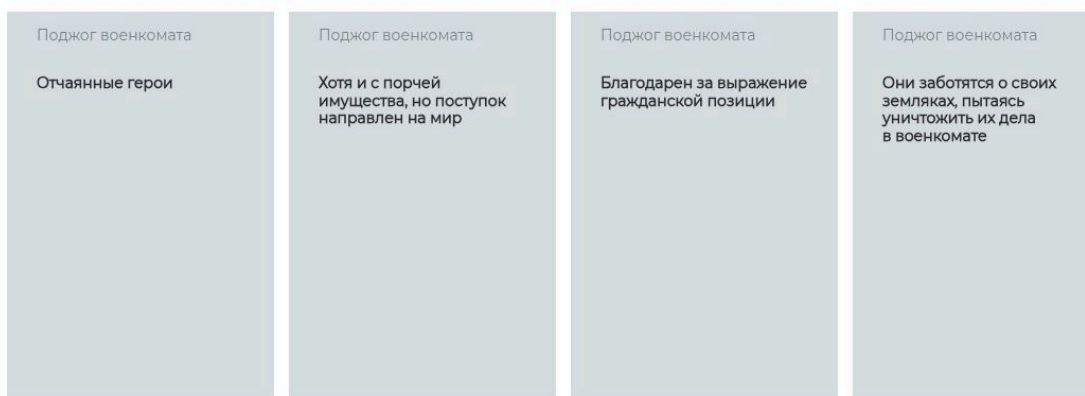 Поджог военкомата
Отчаянные герои
Поджог военкомата
Хотя и с порчей
имущества, но поступок
направлен на мир
Поджог военкомата
Благодарен за выражение
гражданской позиции
Поджог военкомата
Они заботятся о своих
земляках, пытаясь
уничтожить их дела
в военкомате